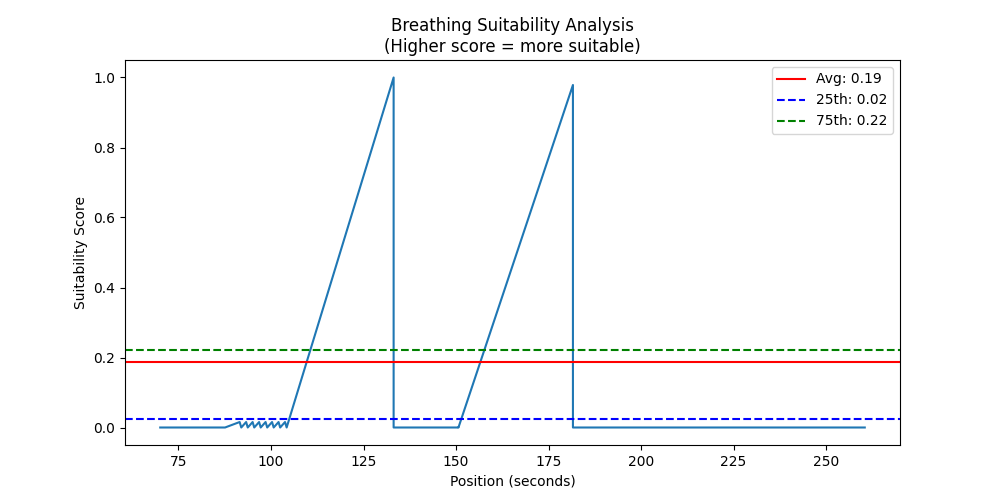 Breathing Suitability Analysis
(Higher score = more suitable)
Avg: 0.19
25th: 0.02
75th: 0.22
Suitability Score
1.0
0.8
0.6
0.4
0.2
0.0
75
100
125
150
175
200
225
250
Position (seconds)